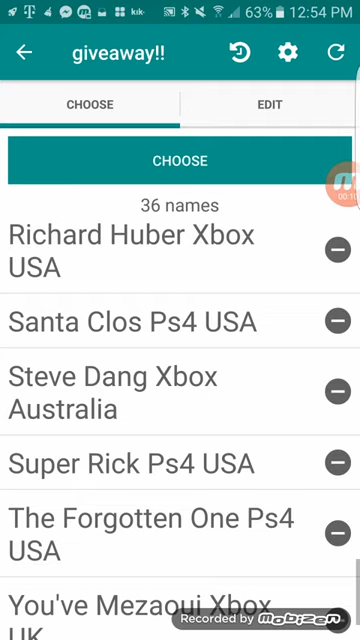 kik.
63% 12:54 PM
giveaway!!
CHOOSE
EDIT
CHOOSE
36 names
Richard Huber Xbox
USA
Santa Clos Ps4 USA
Steve Dang Xbox
Australia
Super Rick Ps4 USA
The Forgotten One Ps4
USA
You've Mezaoui Xbox
UK
Recorded by mobizen